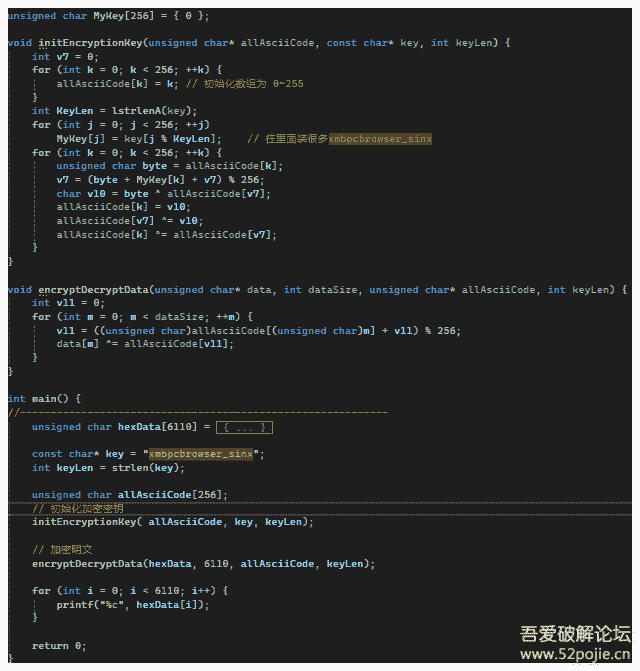 unsigned char MyKey[256] = { 0 };
void initEncryptionKey(unsigned char* allAsciiCode, const char* key, int keyLen) {
int v7 = 0;
for (int k = 0; k < 256; ++k) {
allAsciiCode[k] = k; // 初始化数组为 0~255
}
int KeyLen = lstrlenA(key);
for (int j = 0; j < 256; ++j)
MyKey[j] = key[j % KeyLen]; // 往里面装很多xmbpcbrowser_sinx
for (int k = 0; k < 256; ++k) {
unsigned char byte = allAsciiCode[k];
v7 = (byte + MyKey[k] + v7) % 256;
char v10 = byte ^ allAsciiCode[v7];
allAsciiCode[k] = v10;
allAsciiCode[v7] ^= v10;
allAsciiCode[k] ^= allAsciiCode[v7];
}
}
void encryptDecryptData(unsigned char* data, int dataSize, unsigned char* allAsciiCode, int keyLen) {
int v11 = 0;
for (int m = 0; m < dataSize; ++m) {
v11 = ((unsigned char)allAsciiCode[(unsigned char)m] + v11) % 256;
data[m] ^= allAsciiCode[v11];
}
}
int main() {
//------------------------------------------------------------
unsigned char hexData[6110] = { ... }
const char* key = "xmbpcbrowser_sinx";
int keyLen = strlen(key);
unsigned char allAsciiCode[256];
// 初始化加密密钥
initEncryptionKey( allAsciiCode, key, keyLen);
// 加密明文
encryptDecryptData(hexData, 6110, allAsciiCode, keyLen);
for (int i = 0; i < 6110; i++) {
printf("%c", hexData[i]);
}
return 0;
}
吾爱破解论坛
www.52pojie.cn